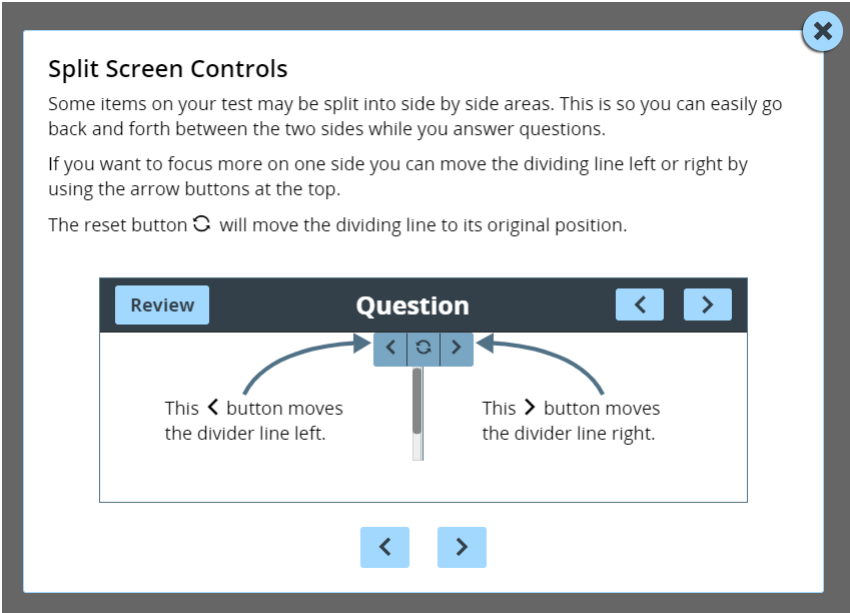 Split Screen Controls
Some items on your test may be split into side by side areas. This is so you can easily go
back and forth between the two sides while you answer questions.
If you want to focus more on one side you can move the dividing line left or right by
using the arrow buttons at the top.
The reset button will move the dividing line to its original position.
Review
Question
This < button moves
the divider line left.
This > button moves
the divider line right.